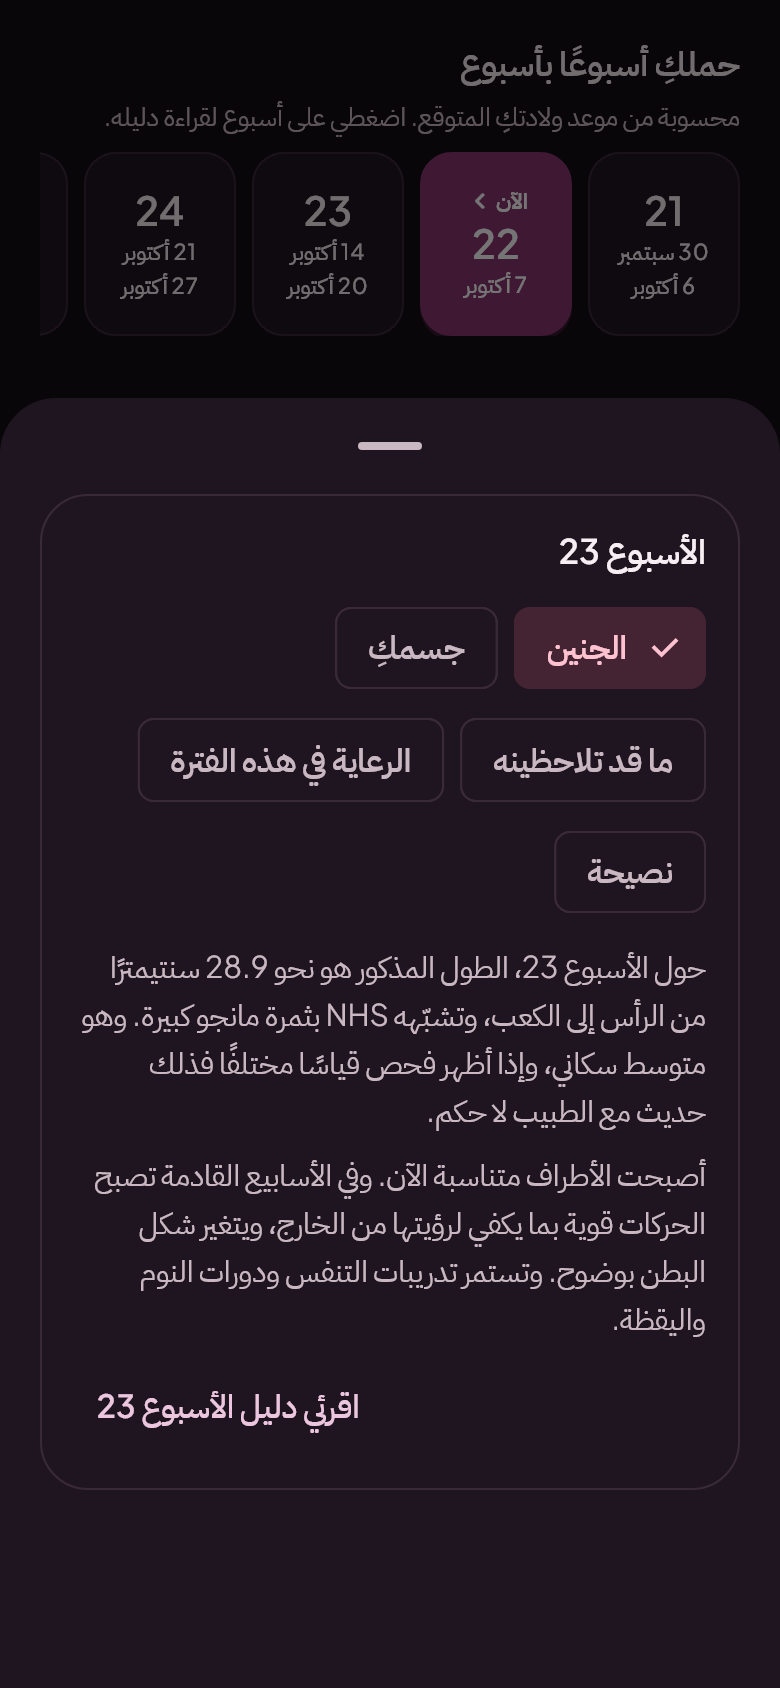 حملكِ أسبوعًا بأسبوع
محسوبة من موعد ولادتكِ المتوقع. اضغطي على أسبوع لقراءة دليله.
21
30 سبتمبر
6 أكتوبر
الآن
22
7 أكتوبر
23
14 أكتوبر
20 أكتوبر
24
21 أكتوبر
27 أكتوبر
الأسبوع 23
الجنين
جسمكِ
ما قد تلاحظينه
الرعاية في هذه الفترة
نصيحة
حول الأسبوع 23، الطول المذكور هو نحو 28.9 سنتيمترًا
من الرأس إلى الكعب، وتشبّهه NHS بثمرة مانجو كبيرة. وهو
متوسط سكاني، وإذا أظهر فحص قياسًا مختلفًا فذلك
حديث مع الطبيب لا حكم.
أصبحت الأطراف متناسبة الآن. وفي الأسابيع القادمة تصبح
الحركات قوية بما يكفي لرؤيتها من الخارج، ويتغير شكل
البطن بوضوح. وتستمر تدريبات التنفس ودورات النوم
واليقظة.
اقرئي دليل الأسبوع 23